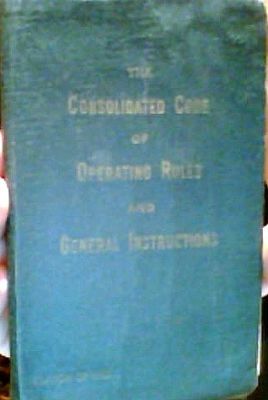 THE
CONSOLIDATED CODE
OF
OPERATING RULES
AND
GENERAL INSTRUCTIONS